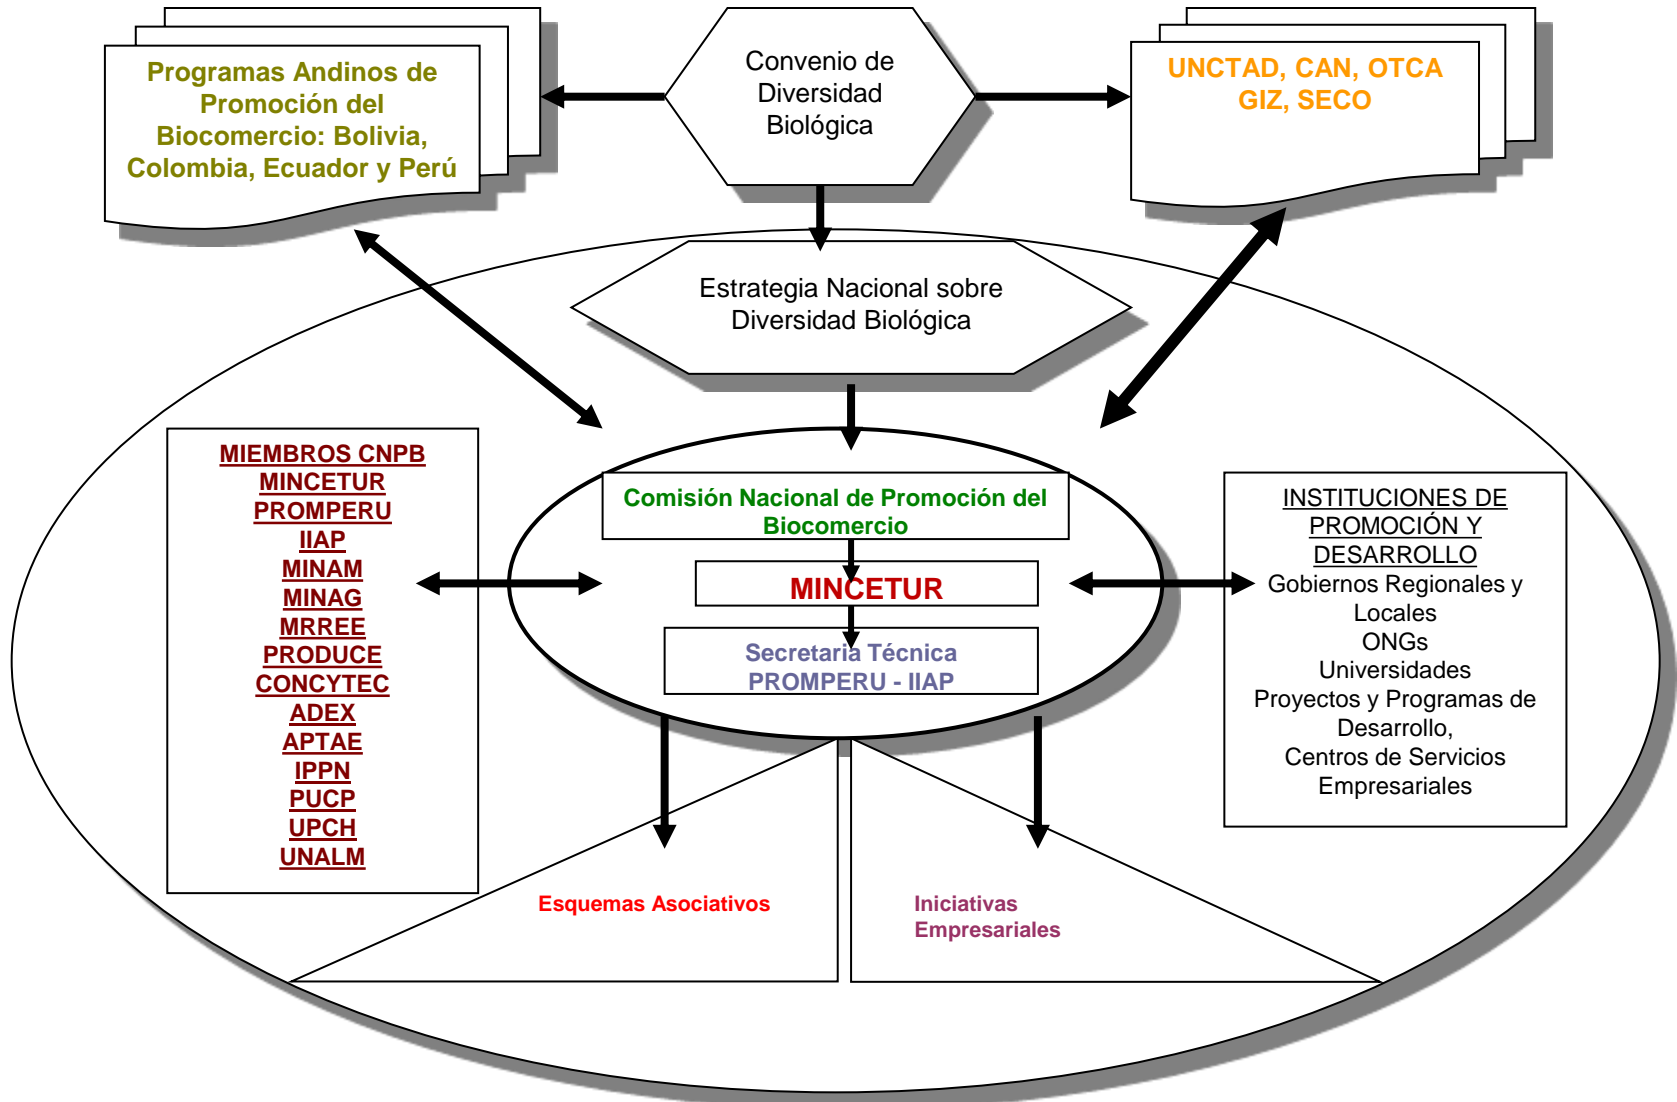 Programas Andinos de
Promoción del
Biocomercio: Bolivia,
Colombia, Ecuador y Perú
Convenio de
Diversidad
Biológica
UNCTAD, CAN, OTCA
GIZ, SECO
Estrategia Nacional sobre
Diversidad Biológica
MIEMBROS CNPB
MINCETUR
PROMPERU
IIAP
MINAM
MINAG
MRREE
PRODUCE
CONCYTEC
ADEX
APTAE
IPPN
PUCP
UPCH
UNALM
Comisión Nacional de Promoción del
Biocomercio
MINCETUR
Secretaria Técnica
PROMPERU - IIAP
INSTITUCIONES DE
PROMOCIÓN Y
DESARROLLO
Gobiernos Regionales y
Locales
ONGs
Universidades
Proyectos y Programas de
Desarrollo,
Centros de Servicios
Empresariales
Esquemas Asociativos
Iniciativas
Empresariales